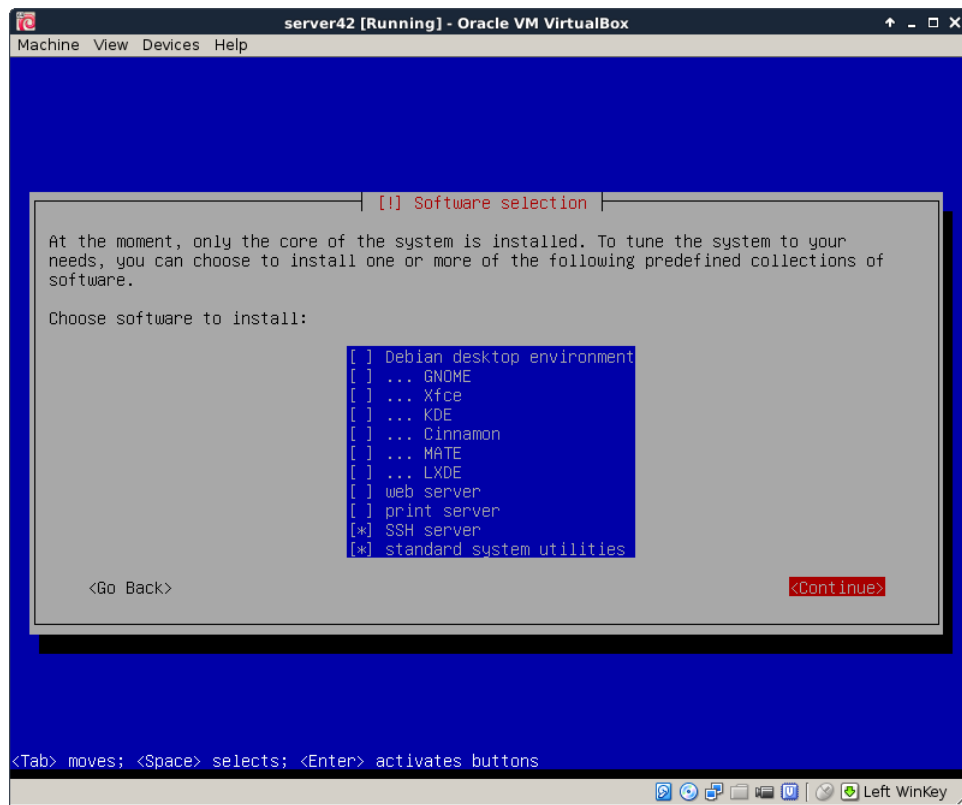 server42 [Running] - Oracle VM VirtualBox
Machine View Devices Help
[!] Software selection
At the moment, only the core of the system is installed. To tune the system to your
needs, you can choose to install one or more of the following predefined collections of
software.
Choose software to install:
[ ] Debian desktop environment
[ ] ... GNOME
[ ] ... Xfce
[ ] ... KDE
[ ] ... Cinnamon
[ ] ... MATE
[ ] ... LXDE
[ ] web server
[ ] print server
[*] SSH server
[*] standard system utilities
<Go Back> <Continue>
<Tab> moves; <Space> selects; <Enter> activates buttons
Left WinKey